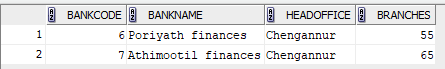 BANKCODE BANKNAME HEADOFFICE BRANCHES
1 6 Poriyath finances Chengannur 55
2 7 Athimootil finances Chengannur 65